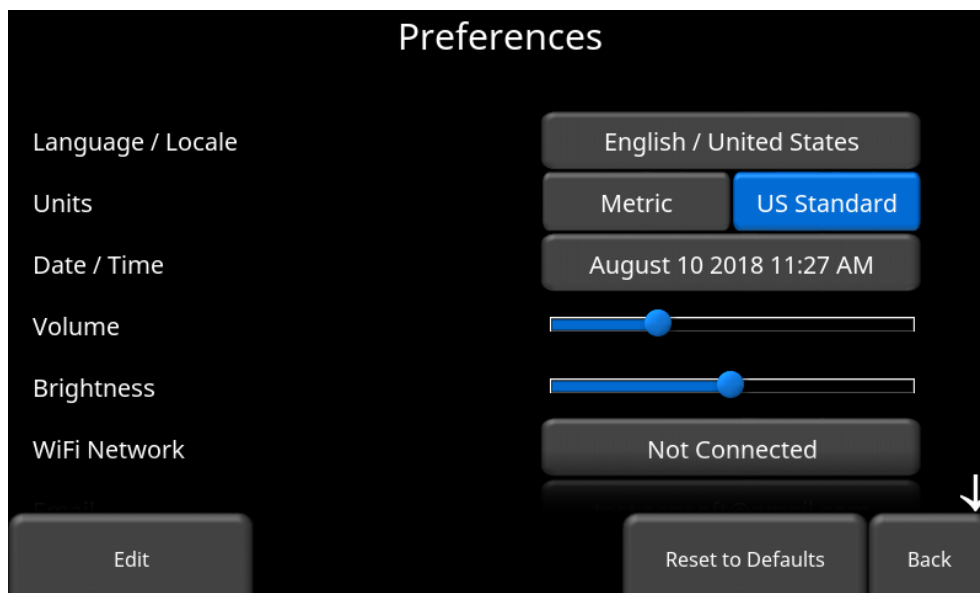 Preferences
Language / Locale English / United States
Units Metric US Standard
Date / Time August 10 2018 11:27 AM
Volume
Brightness
WiFi Network Not Connected
Email
Edit Reset to Defaults Back